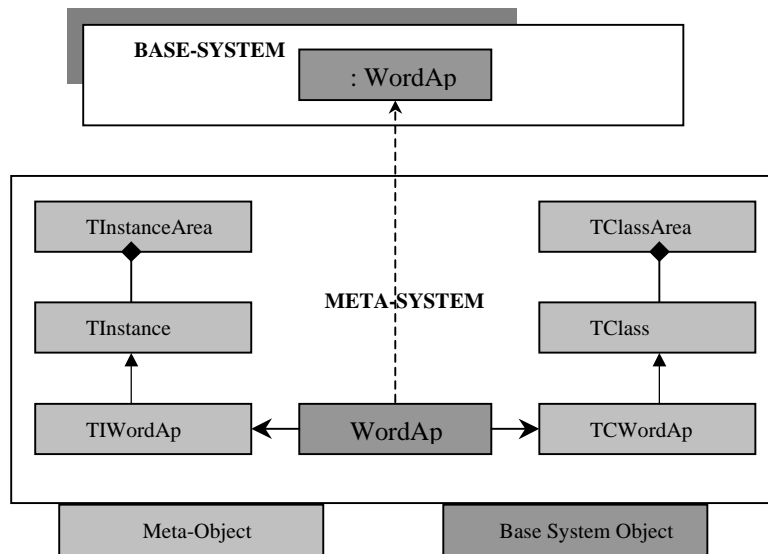 BASE-SYSTEM
: WordAp
TInstanceArea
TClassArea
META-SYSTEM
TInstance
TClass
TIWordAp
WordAp
TCWordAp
Meta-Object
Base System Object